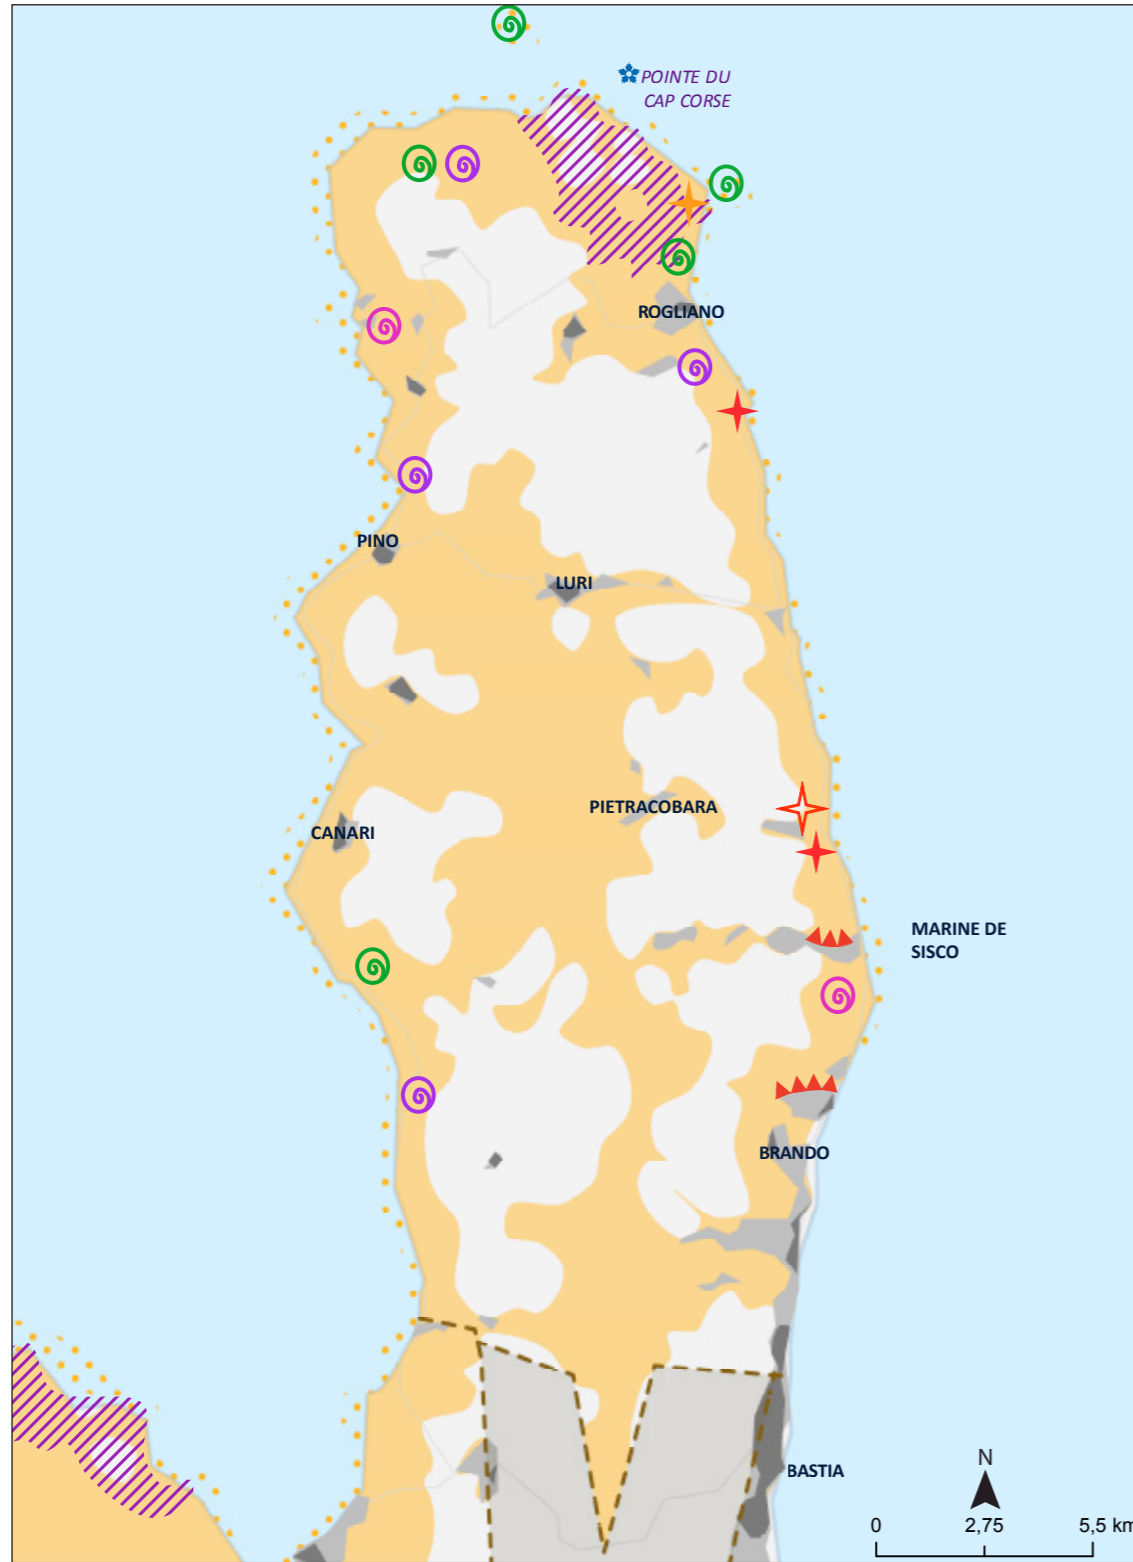 POINTE DU
CAP CORSE
ROGLIANO
PINO
LURI
PIETRACOBARA
CANARI
MARINE DE
SISCO
BRANDO
BASTIA
N
0 2,75 5,5 km